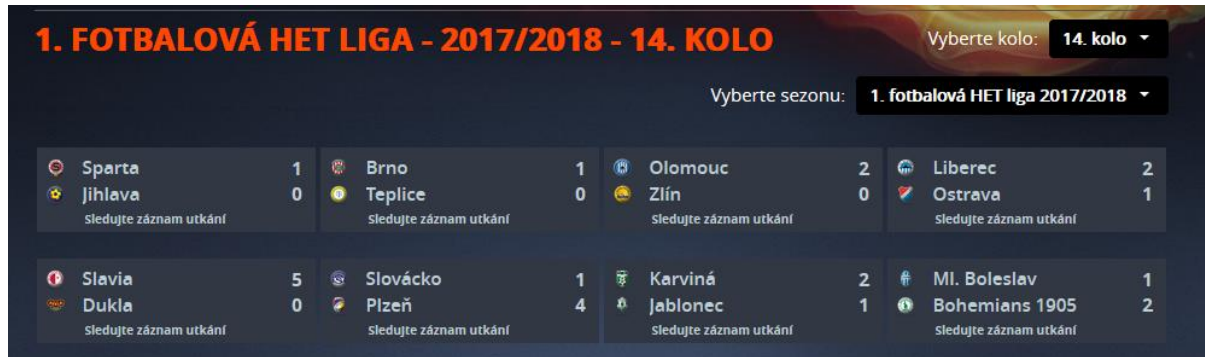 1. FOTBALOVÁ HET LIGA - 2017/2018 - 14. KOLO
Vyberte kolo: 14. kolo
Vyberte sezonu: 1. fotbalová HET liga 2017/2018
Sparta 1
Jihlava 0
Sledujte záznam utkání
Brno 1
Teplice 0
Sledujte záznam utkání
Olomouc 2
Zlín 0
Sledujte záznam utkání
Liberec 2
Ostrava 1
Sledujte záznam utkání
Slavia 5
Dukla 0
Sledujte záznam utkání
Slovácko 1
Plzeň 4
Sledujte záznam utkání
Karviná 2
Jablonec 1
Sledujte záznam utkání
Ml. Boleslav 1
Bohemians 1905 2
Sledujte záznam utkání